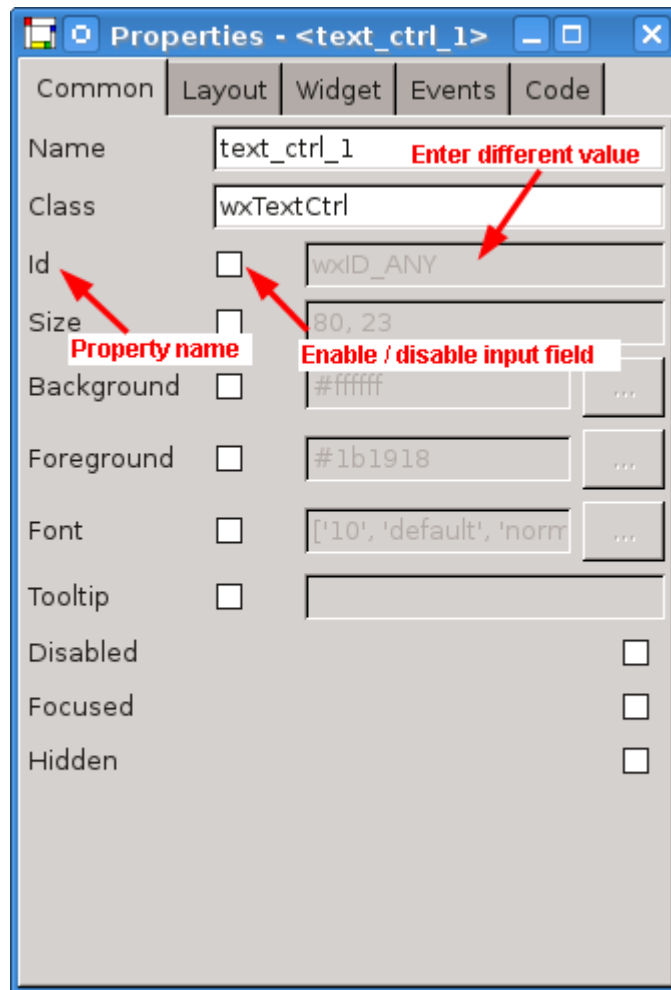 Properties - <text_ctrl_1>
Common Layout Widget Events Code
Name text_ctrl_1 Enter different value
Class wxTextCtrl
Id wxID_ANY
Size 80, 23
Property name Enable / disable input field
Background #ffffff ...
Foreground #1b1918 ...
Font ['10', 'default', 'norm ...
Tooltip
Disabled
Focused
Hidden